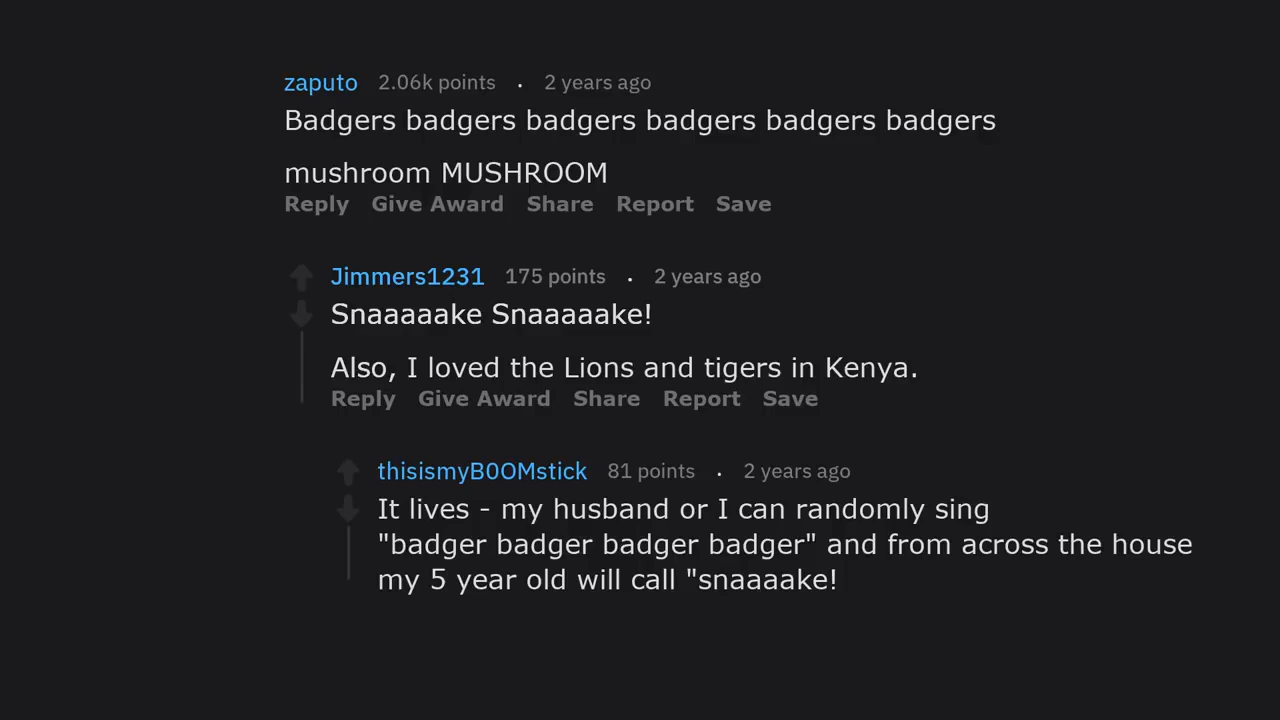 zaputo 2.06k points . 2 years ago
Badgers badgers badgers badgers badgers badgers
mushroom MUSHROOM
Reply Give Award Share Report Save
Jimmers1231 175 points . 2 years ago
Snaaaaake Snaaaaake!
Also, I loved the Lions and tigers in Kenya.
Reply Give Award Share Report Save
thisismyB0OMstick 81 points . 2 years ago
It lives - my husband or I can randomly sing
"badger badger badger badger" and from across the house
my 5 year old will call "snaaaake!